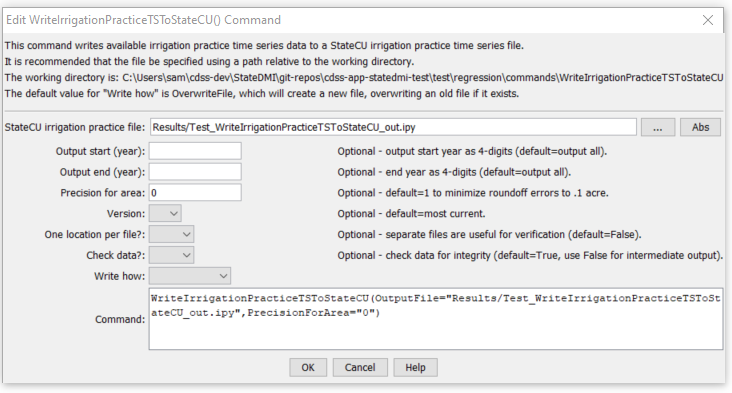 Edit WriteIrrigationPracticeTSToStateCU() Command
This command writes available irrigation practice time series data to a StateCU irrigation practice time series file.
It is recommended that the file be specified using a path relative to the working directory.
The working directory is: C:\Users\sam\cdss-dev\StateDMI\git-repos\cdss-app-statedmi-test\test\regression\commands\WriteIrrigationPracticeTSToStateCU
The default value for "Write how" is OverwriteFile, which will create a new file, overwriting an old file if it exists.
StateCU irrigation practice file: Results/Test_WriteIrrigationPracticeTSToStateCU_out.ipy ... Abs
Output start (year): Optional - output start year as 4-digits (default=output all).
Output end (year): Optional - end year as 4-digits (default=output all).
Precision for area: 0 Optional - default=1 to minimize roundoff errors to .1 acre.
Version: Optional - default=most current.
One location per file?: Optional - separate files are useful for verification (default=False).
Check data?: Optional - check data for integrity (default=True, use False for intermediate output).
Write how:
Command: WriteIrrigationPracticeTSToStateCU(OutputFile="Results/Test_WriteIrrigationPracticeTSToSt
ateCU_out.ipy",PrecisionForArea="0")
OK Cancel Help